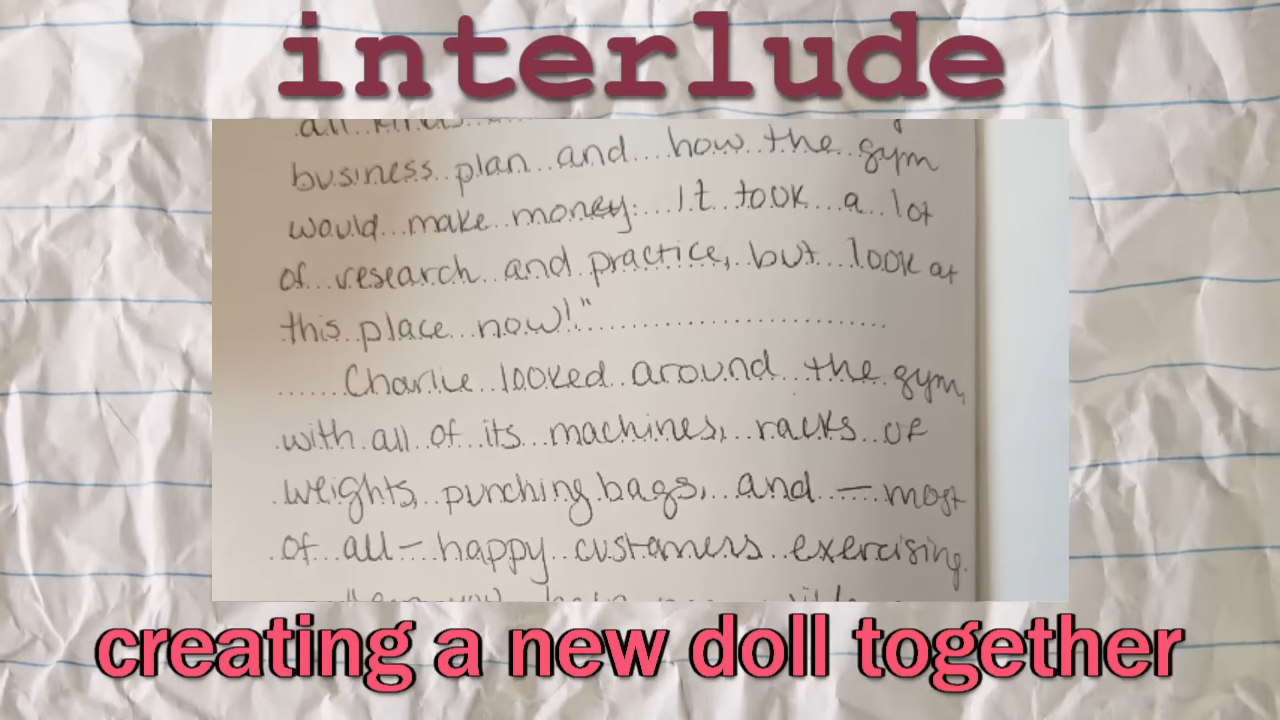 interlude
business plan and how the gym
would make money. It took a lot
of research and practice, but look at
this place now!"
Charlie looked around the gym,
with all of its machines, racks of
weights, punching bags, and — most
of all — happy customers exercising.
creating a new doll together